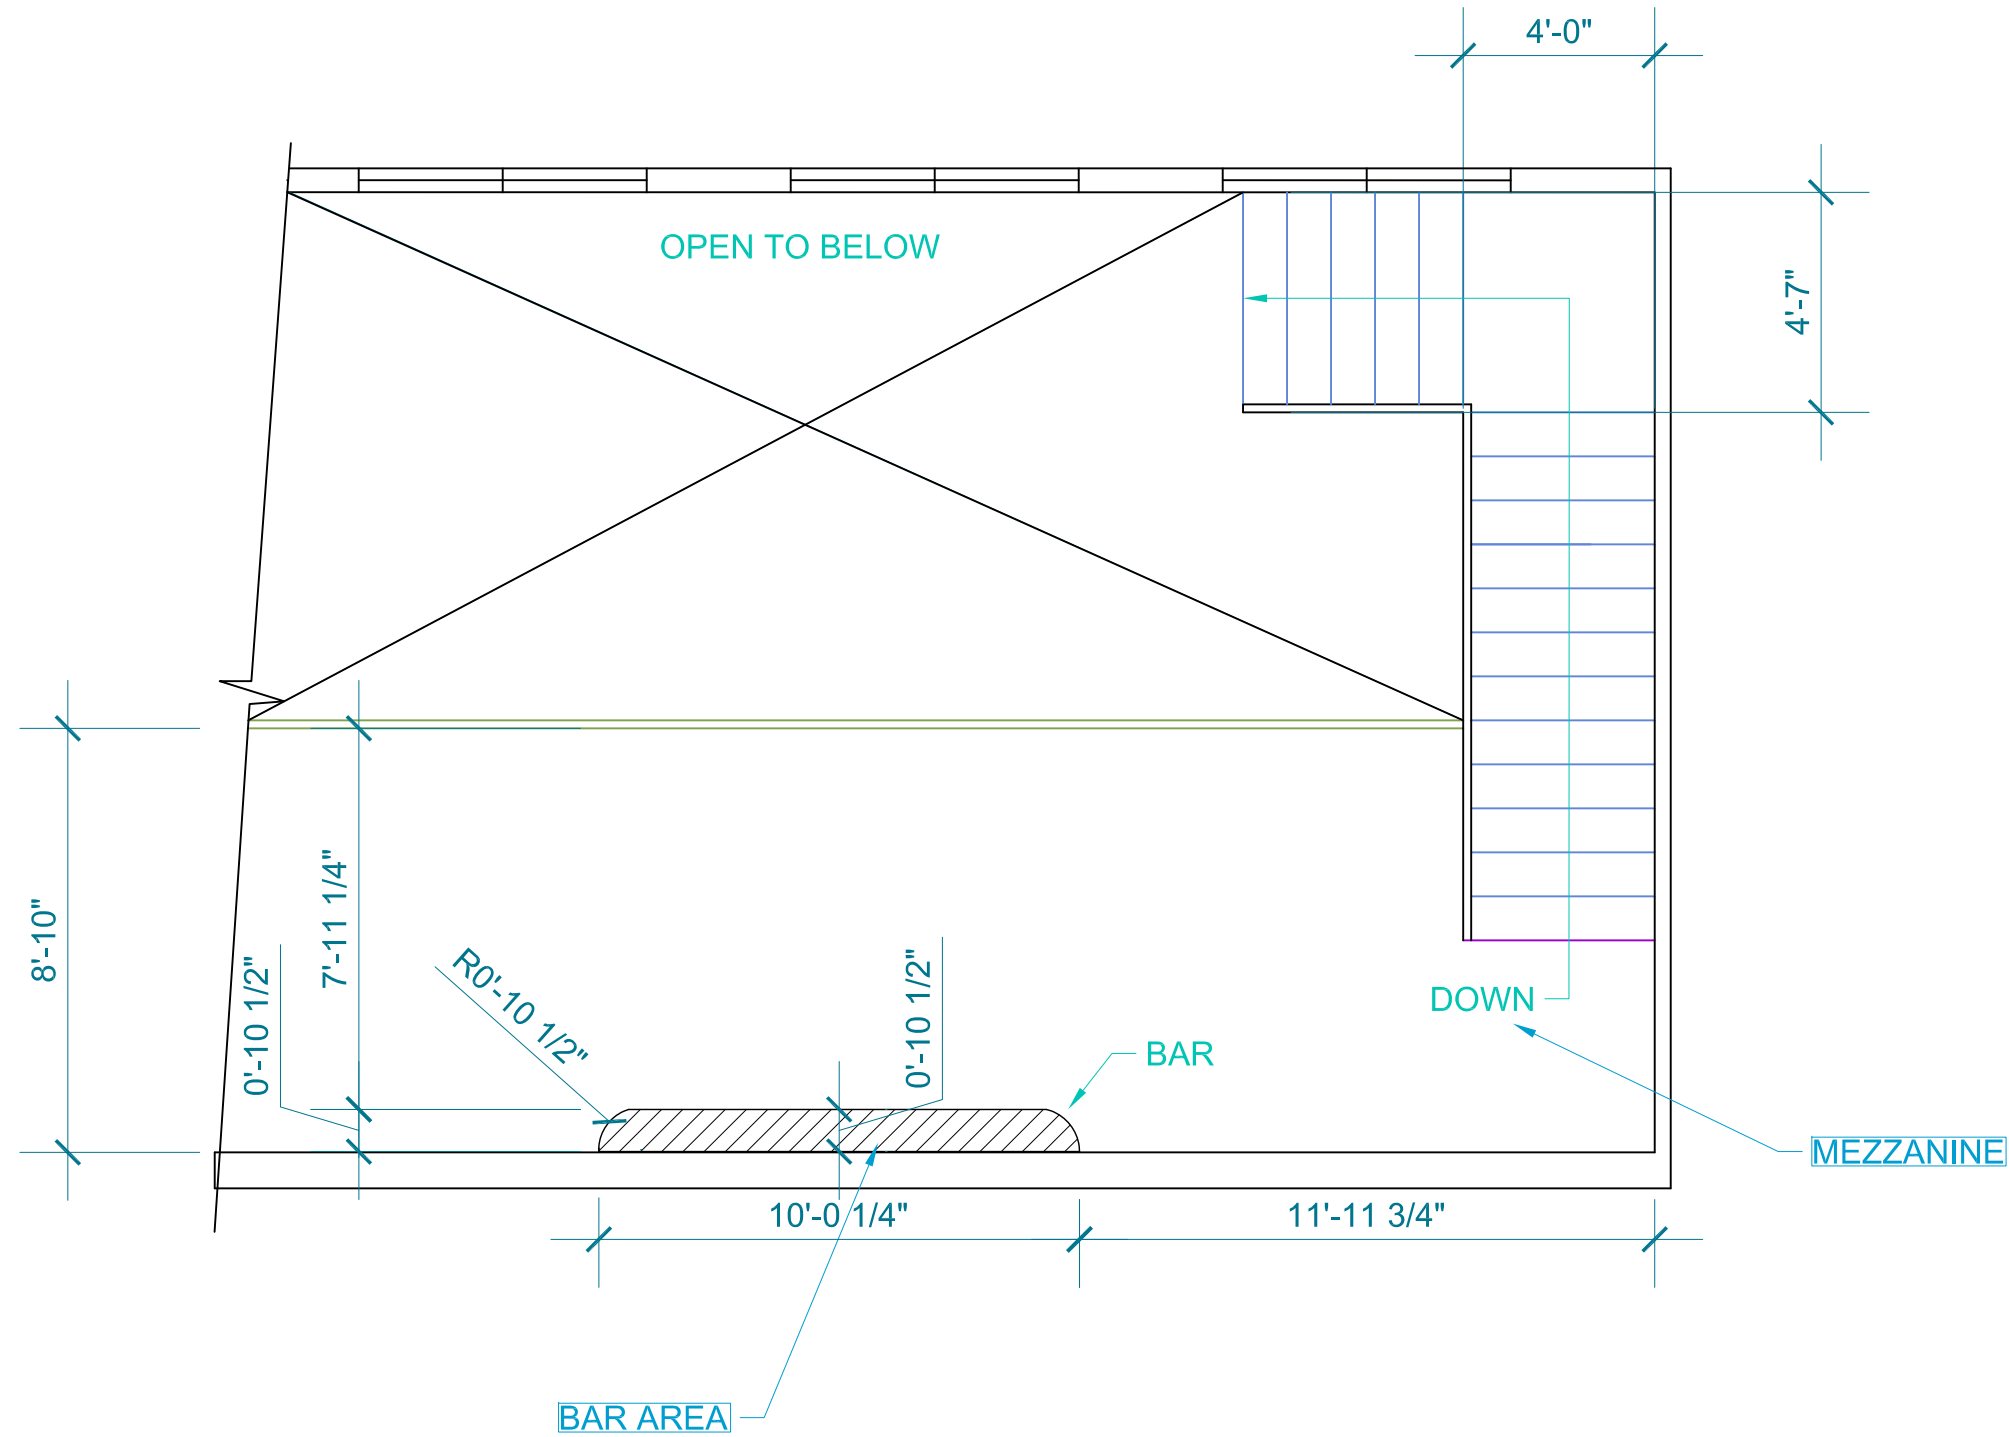 4'-0"
OPEN TO BELOW
4'-7"
8'-10"
7'-11 1/4"
0'-10 1/2"
R0'-10 1/2"
0'-10 1/2"
DOWN
BAR
MEZZANINE
10'-0 1/4"
11'-11 3/4"
BAR AREA